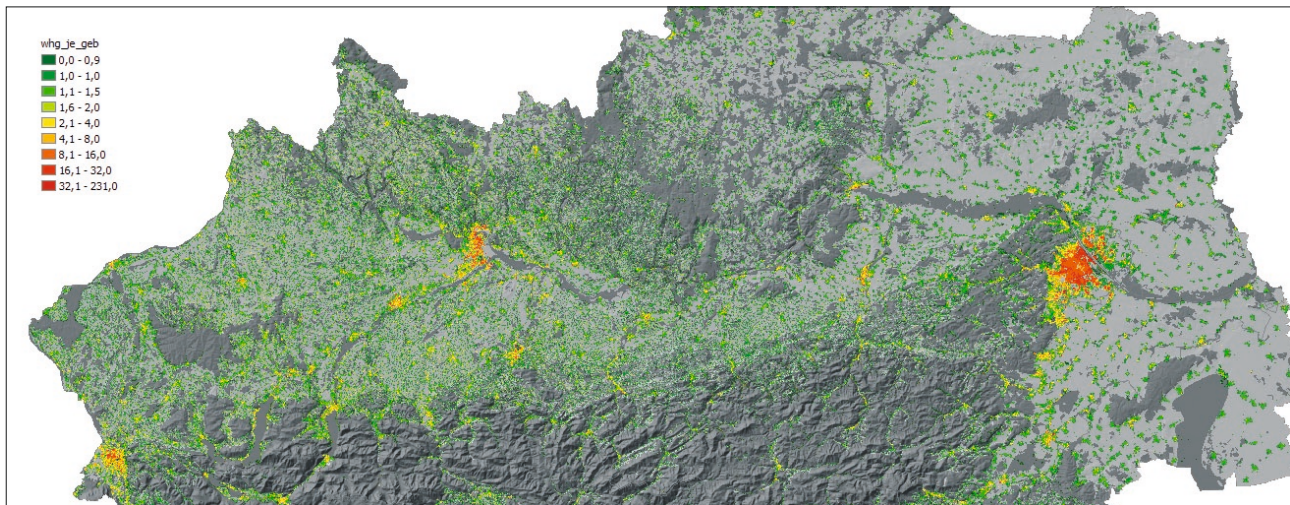 whg_je_geb
0,0 - 0,9
1,0 - 1,0
1,1 - 1,5
1,6 - 2,0
2,1 - 4,0
4,1 - 8,0
8,1 - 16,0
16,1 - 32,0
32,1 - 231,0